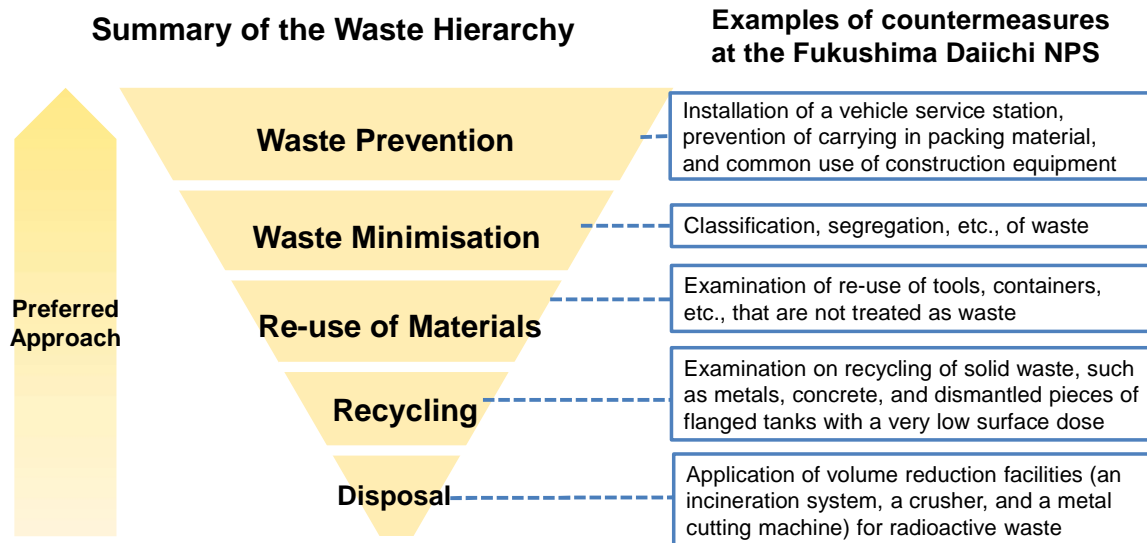 Summary of the Waste Hierarchy
Examples of countermeasures
at the Fukushima Daiichi NPS
Preferred
Approach
Waste Prevention
Installation of a vehicle service station,
prevention of carrying in packing material,
and common use of construction equipment
Waste Minimisation
Classification, segregation, etc., of waste
Re-use of Materials
Examination of re-use of tools, containers,
etc., that are not treated as waste
Recycling
Examination on recycling of solid waste, such
as metals, concrete, and dismantled pieces of
flanged tanks with a very low surface dose
Disposal
Application of volume reduction facilities (an
incineration system, a crusher, and a metal
cutting machine) for radioactive waste